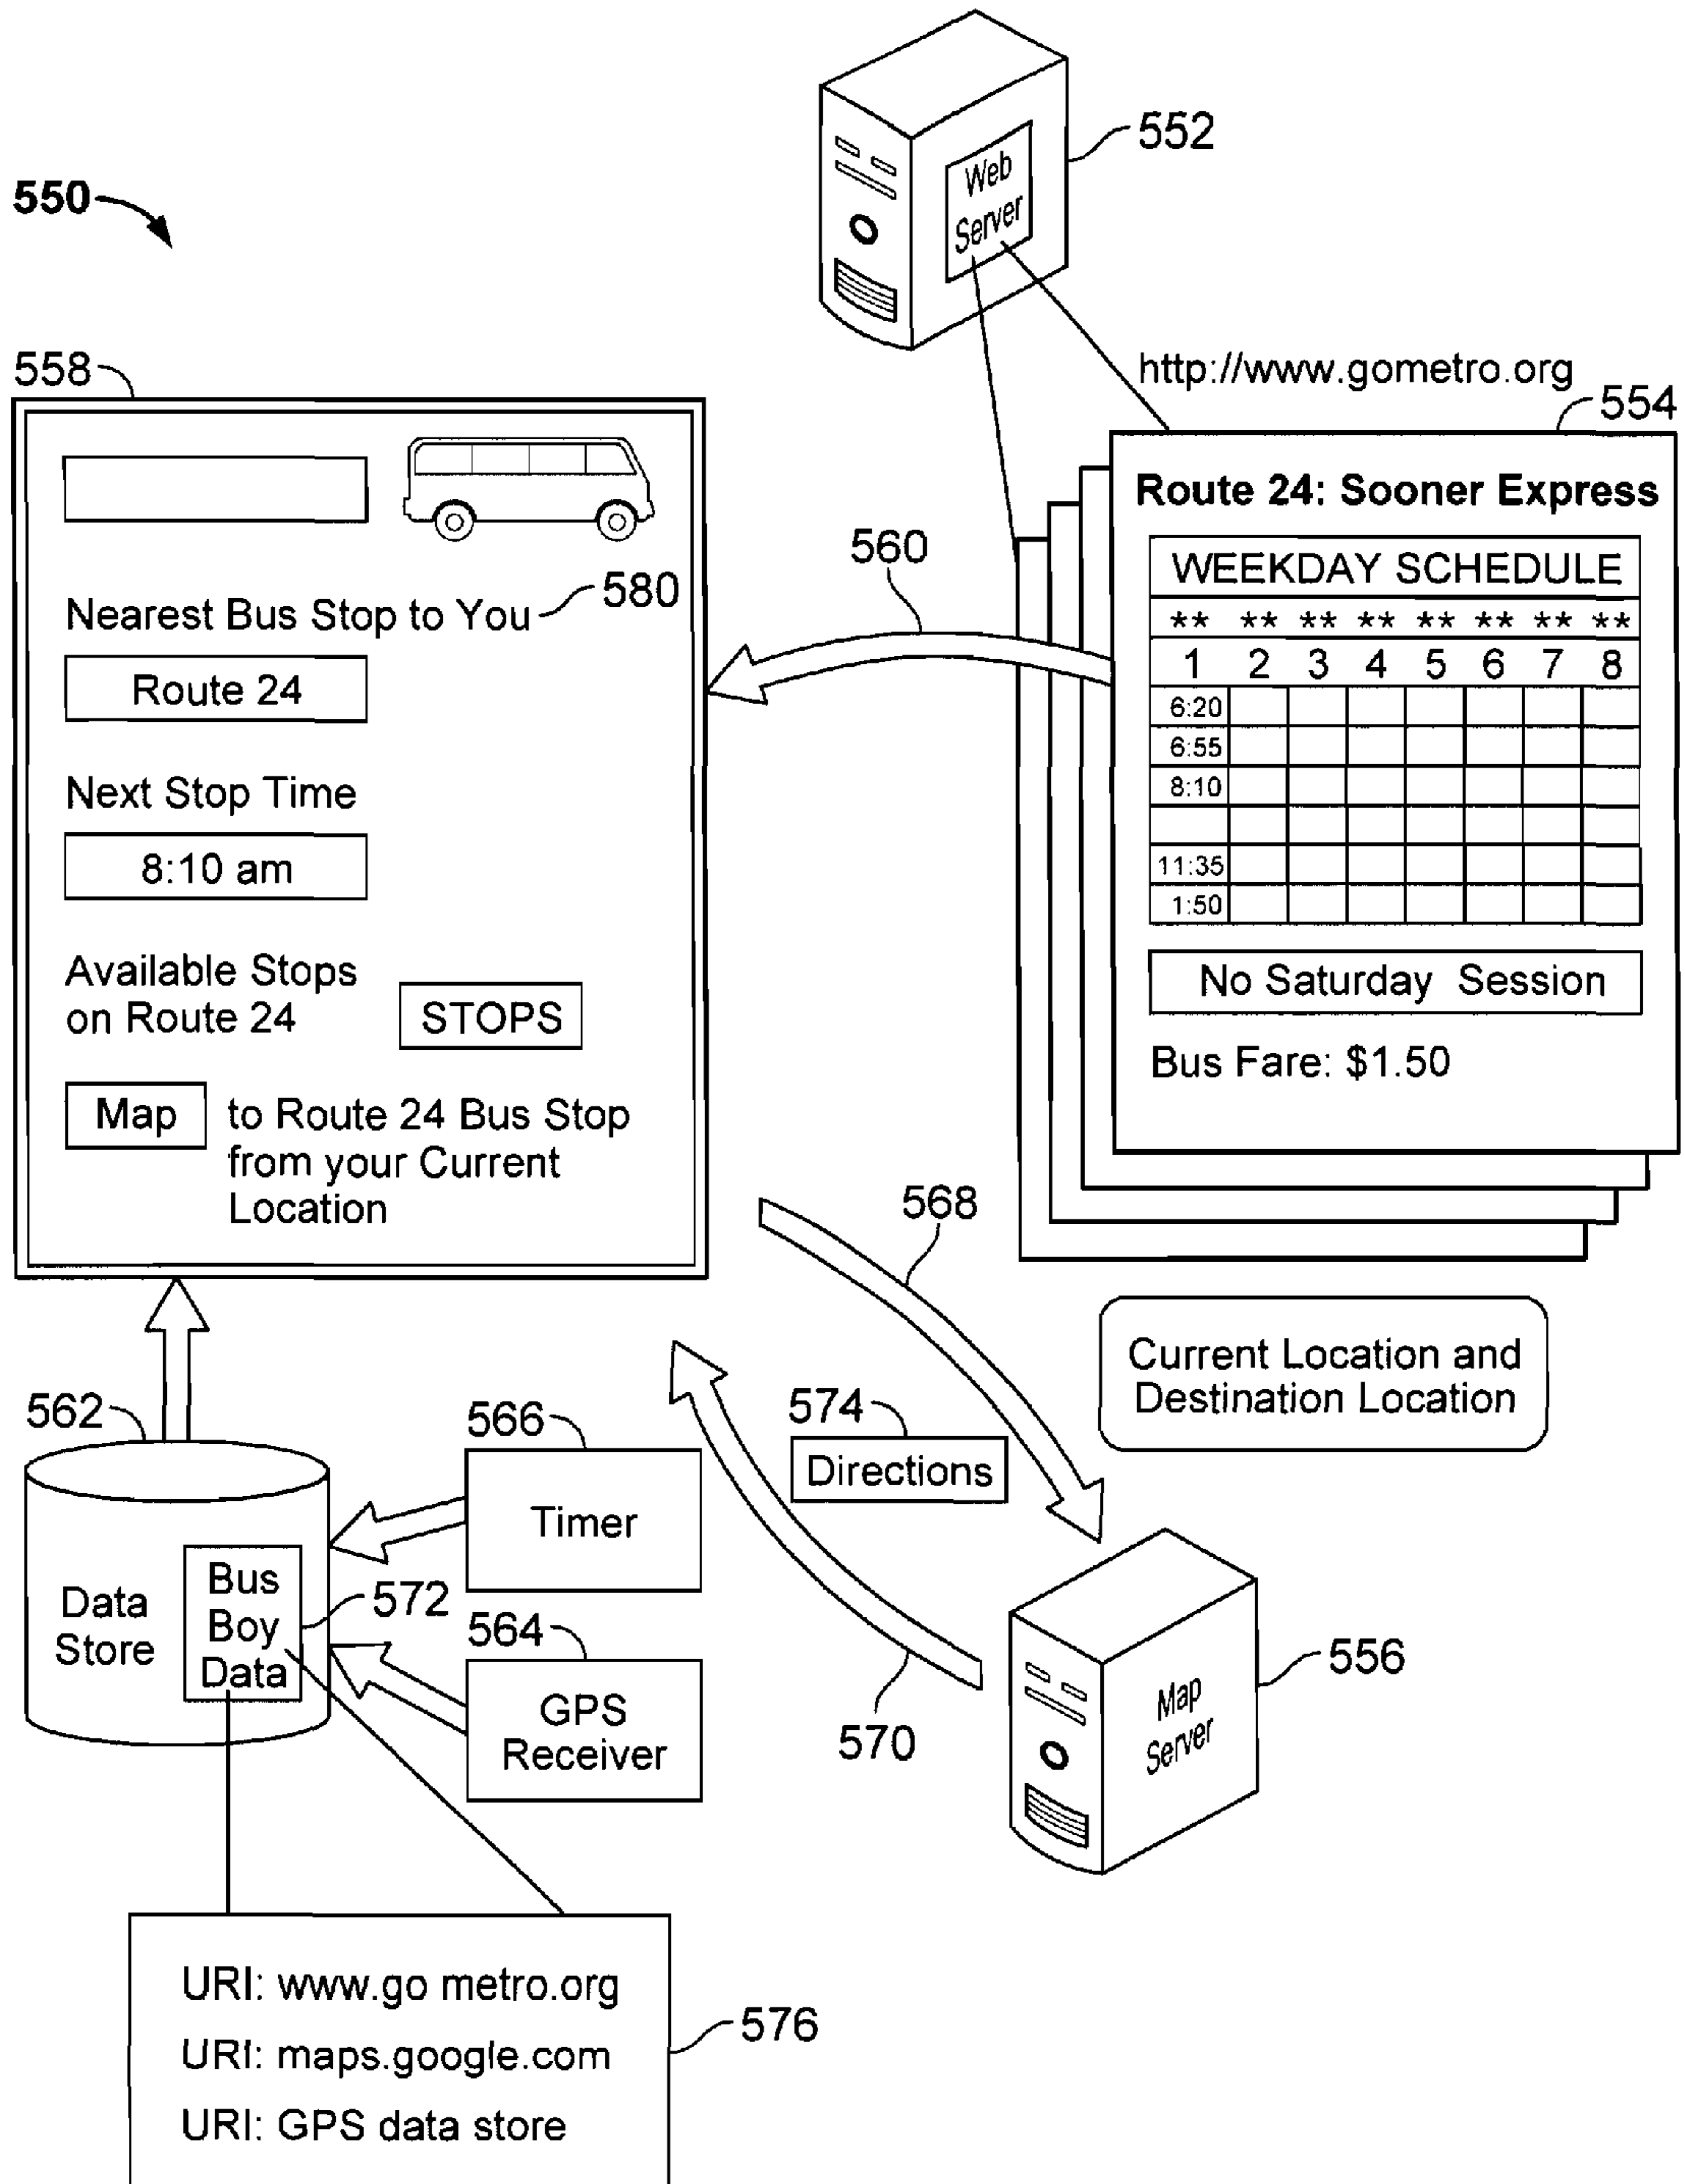 552
Web
Server
550
558
http://www.gometro.org
554
Route 24: Sooner Express
WEEKDAY SCHEDULE
** ** ** ** ** ** ** **
1 2 3 4 5 6 7 8
6:20
6:55
8:10
11:35
1:50
No Saturday Session
Bus Fare: $1.50
560
Nearest Bus Stop to You
580
Route 24
Next Stop Time
8:10 am
Available Stops
on Route 24
STOPS
Map
to Route 24 Bus Stop
from your Current
Location
568
Current Location and
Destination Location
574
Directions
562
566
Timer
Data
Store
Bus
Boy
Data
572
564
GPS
Receiver
570
556
Map
Server
URI: www.go metro.org
URI: maps.google.com
URI: GPS data store
576